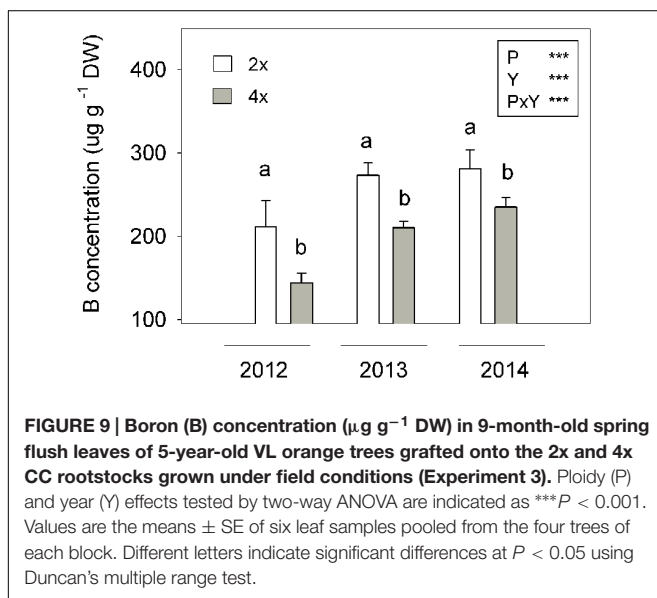 B concentration (ug g⁻¹ DW)
400
300
200
100
2x
4x
P ***
Y ***
PxY ***
a
b
a
b
a
b
2012
2013
2014
FIGURE 9 | Boron (B) concentration (μg g−1 DW) in 9-month-old spring
flush leaves of 5-year-old VL orange trees grafted onto the 2x and 4x
CC rootstocks grown under field conditions (Experiment 3). Ploidy (P)
and year (Y) effects tested by two-way ANOVA are indicated as ***P < 0.001.
Values are the means ± SE of six leaf samples pooled from the four trees of
each block. Different letters indicate significant differences at P < 0.05 using
Duncan's multiple range test.